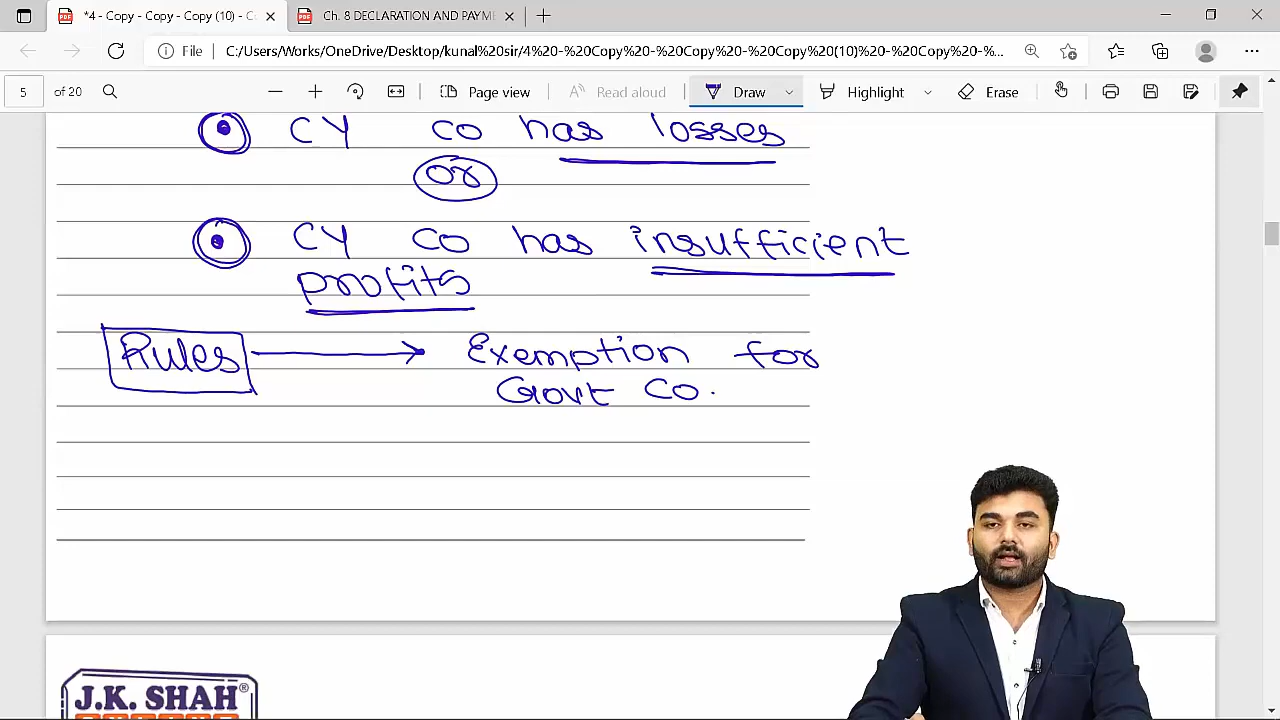 *4 - Copy - Copy - Copy (10) - Co
Ch. 8 DECLARATION AND PAYME
File
C:/Users/Works/OneDrive/Desktop/kunal%20sir/4%20-%20Copy%20-%20Copy%20-%20Copy%20(10)%20-%20Copy%20-%...
5 of 20
Page view
Read aloud
Draw
Highlight
Erase
CY co has losses
or
CY co has insufficient
profits
Rules → Exemption for
Govt Co.
J.K. SHAH®